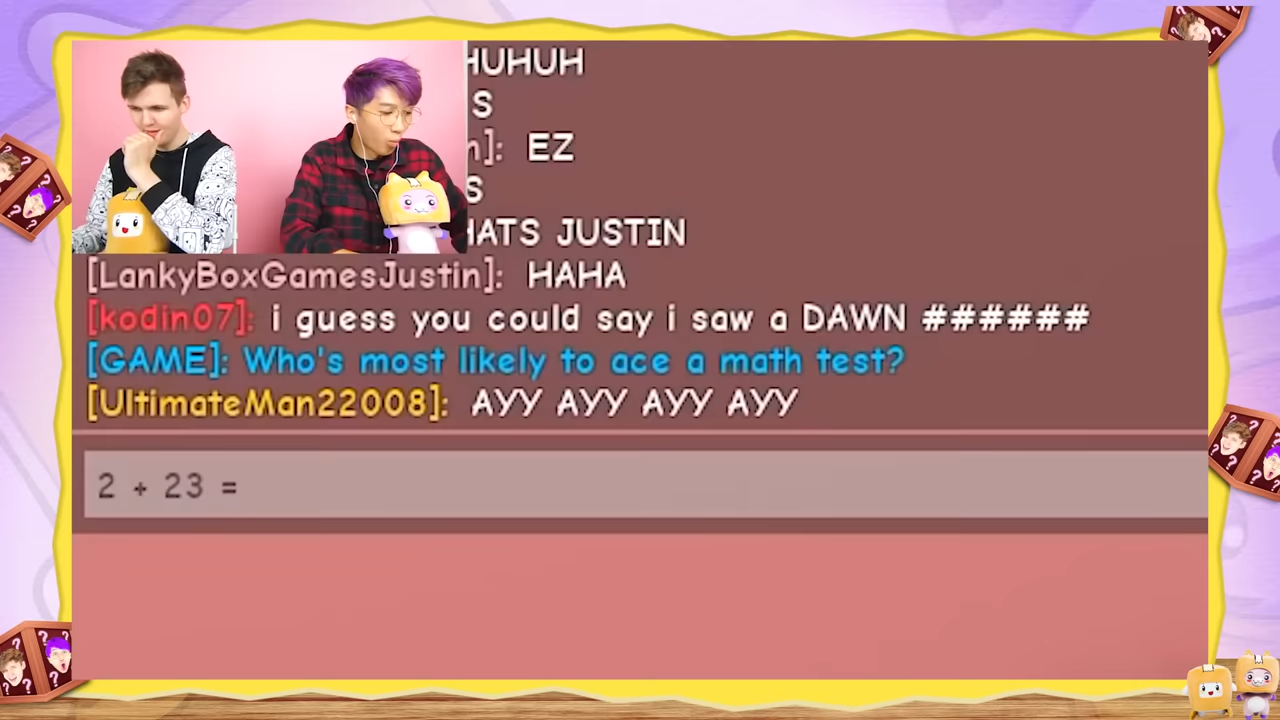 HUHUH
S
]: EZ
S
HATS JUSTIN
[LankyBoxGamesJustin]: HAHA
[kodin07]: i guess you could say i saw a DAWN ######
[GAME]: Who's most likely to ace a math test?
[UltimateMan22008]: AYY AYY AYY AYY
2 + 23 =